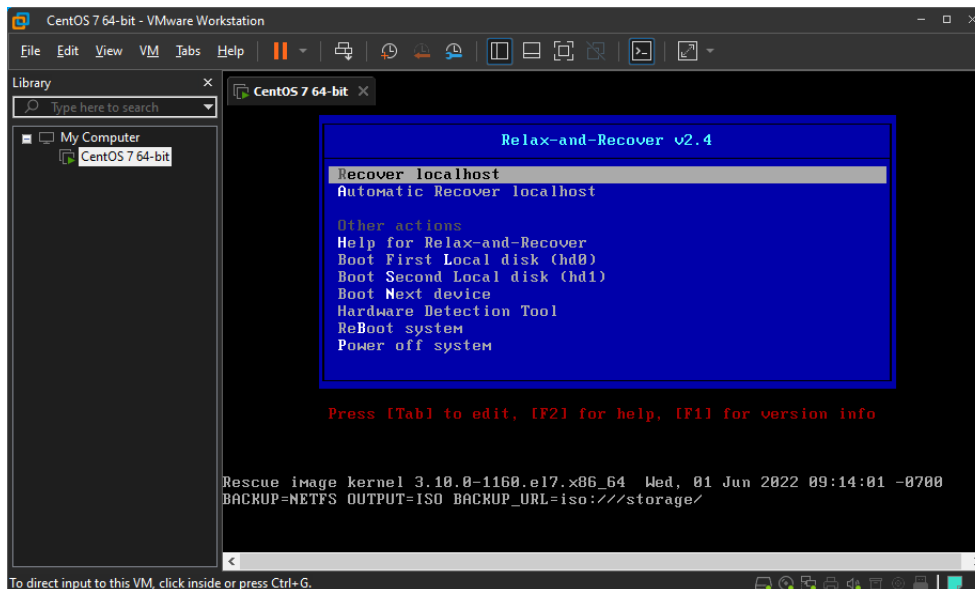 CentOS 7 64-bit - VMware Workstation
File Edit View VM Tabs Help
Library
Type here to search
My Computer
CentOS 7 64-bit
CentOS 7 64-bit
Relax-and-Recover v2.4
Recover localhost
Automatic Recover localhost
Other actions
Help for Relax-and-Recover
Boot First Local disk (hd0)
Boot Second Local disk (hd1)
Boot Next device
Hardware Detection Tool
ReBoot system
Power off system
Press [Tab] to edit, [F2] for help, [F1] for version info
Rescue image kernel 3.10.0-1160.el7.x86_64 Wed, 01 Jun 2022 09:14:01 -0700
BACKUP=NETFS OUTPUT=ISO BACKUP_URL=iso:///storage/
To direct input to this VM, click inside or press Ctrl+G.